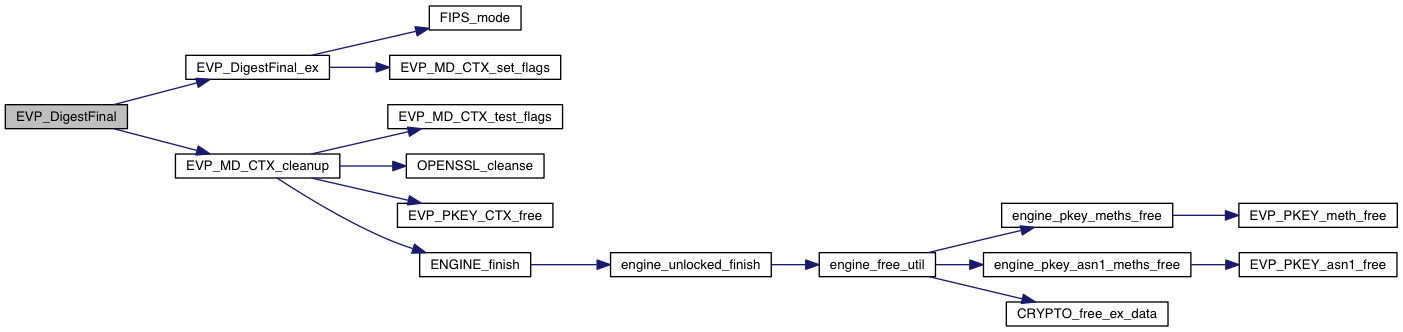 FIPS_mode
EVP_DigestFinal_ex
EVP_MD_CTX_set_flags
EVP_DigestFinal
EVP_MD_CTX_test_flags
EVP_MD_CTX_cleanup
OPENSSL_cleanse
EVP_PKEY_CTX_free
engine_pkey_meths_free
EVP_PKEY_meth_free
ENGINE_finish
engine_unlocked_finish
engine_free_util
engine_pkey_asn1_meths_free
EVP_PKEY_asn1_free
CRYPTO_free_ex_data